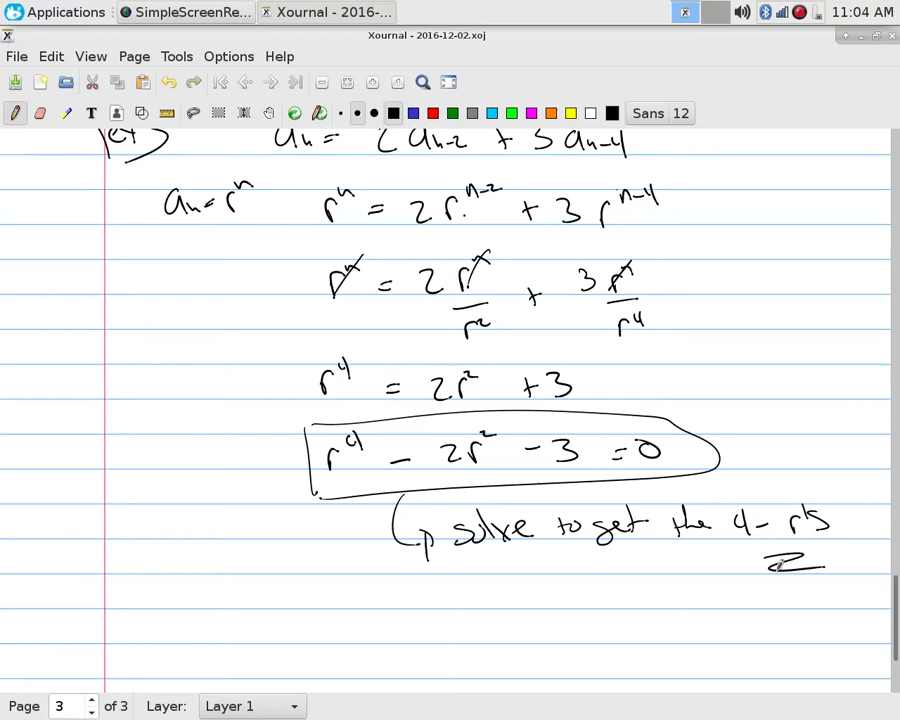 Applications SimpleScreenRe... Xournal - 2016-... 11:04 AM
Xournal - 2016-12-02.xoj
File Edit View Page Tools Options Help
T Sans 12
(ex) aₙ = 2aₙ₋₂ + 3aₙ₋₄
aₙ = rⁿ rⁿ = 2rⁿ⁻² + 3rⁿ⁻⁴
rⁿ = 2rⁿ/r² + 3rⁿ/r⁴
r⁴ = 2r² + 3
r⁴ - 2r² - 3 = 0
solve to get the 4 - r's
Page 3 of 3 Layer: Layer 1